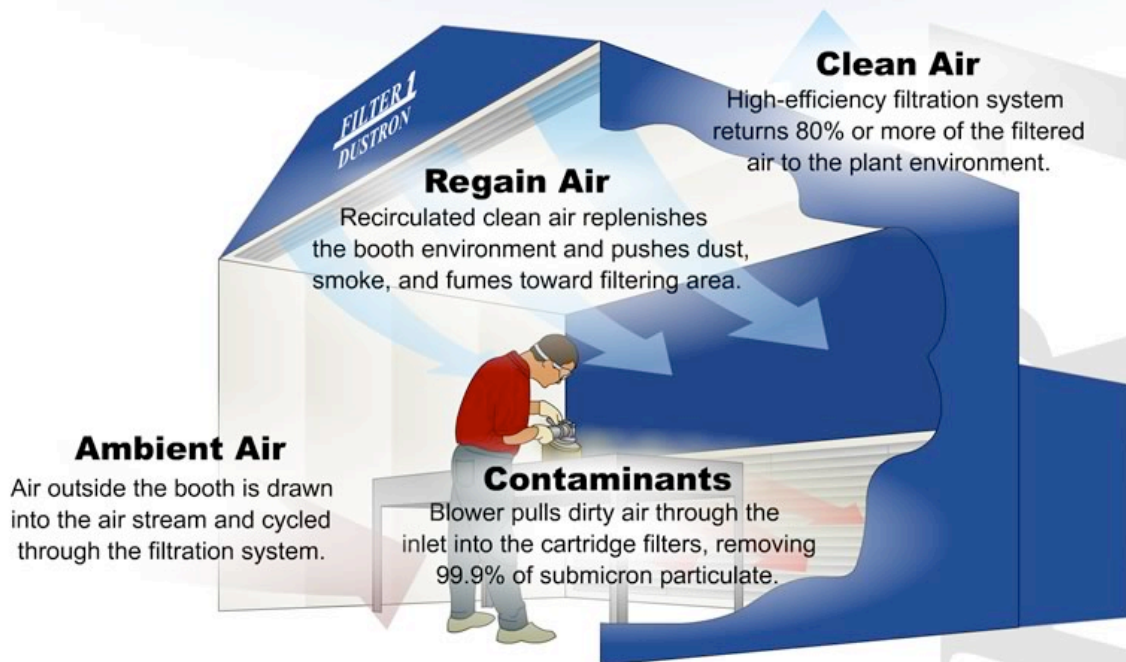 FILTER 1
DUSTRON
Clean Air
High-efficiency filtration system
returns 80% or more of the filtered
air to the plant environment.
Regain Air
Recirculated clean air replenishes
the booth environment and pushes dust,
smoke, and fumes toward filtering area.
Ambient Air
Air outside the booth is drawn
into the air stream and cycled
through the filtration system.
Contaminants
Blower pulls dirty air through the
inlet into the cartridge filters, removing
99.9% of submicron particulate.